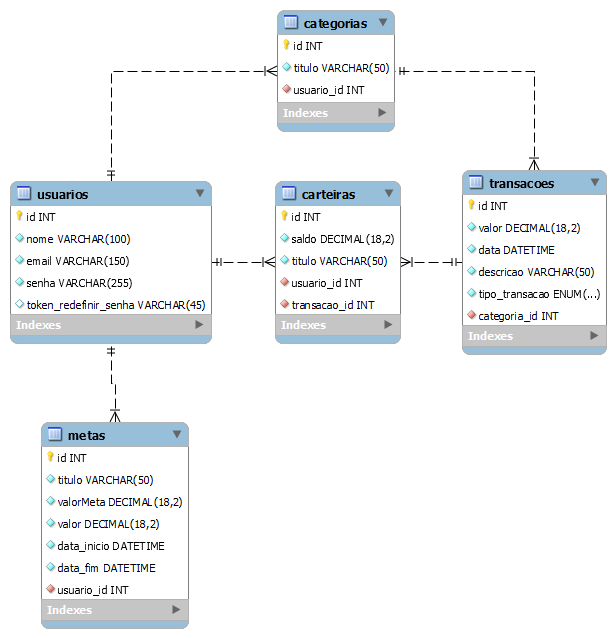 categorias
id INT
titulo VARCHAR(50)
usuario_id INT
Indexes
usuarios
id INT
nome VARCHAR(100)
email VARCHAR(150)
senha VARCHAR(255)
token_redefinir_senha VARCHAR(45)
Indexes
carteiras
id INT
saldo DECIMAL(18,2)
titulo VARCHAR(50)
usuario_id INT
transacao_id INT
Indexes
transacoes
id INT
valor DECIMAL(18,2)
data DATETIME
descricao VARCHAR(50)
tipo_transacao ENUM(...)
categoria_id INT
Indexes
metas
id INT
titulo VARCHAR(50)
valorMeta DECIMAL(18,2)
valor DECIMAL(18,2)
data_inicio DATETIME
data_fim DATETIME
usuario_id INT
Indexes